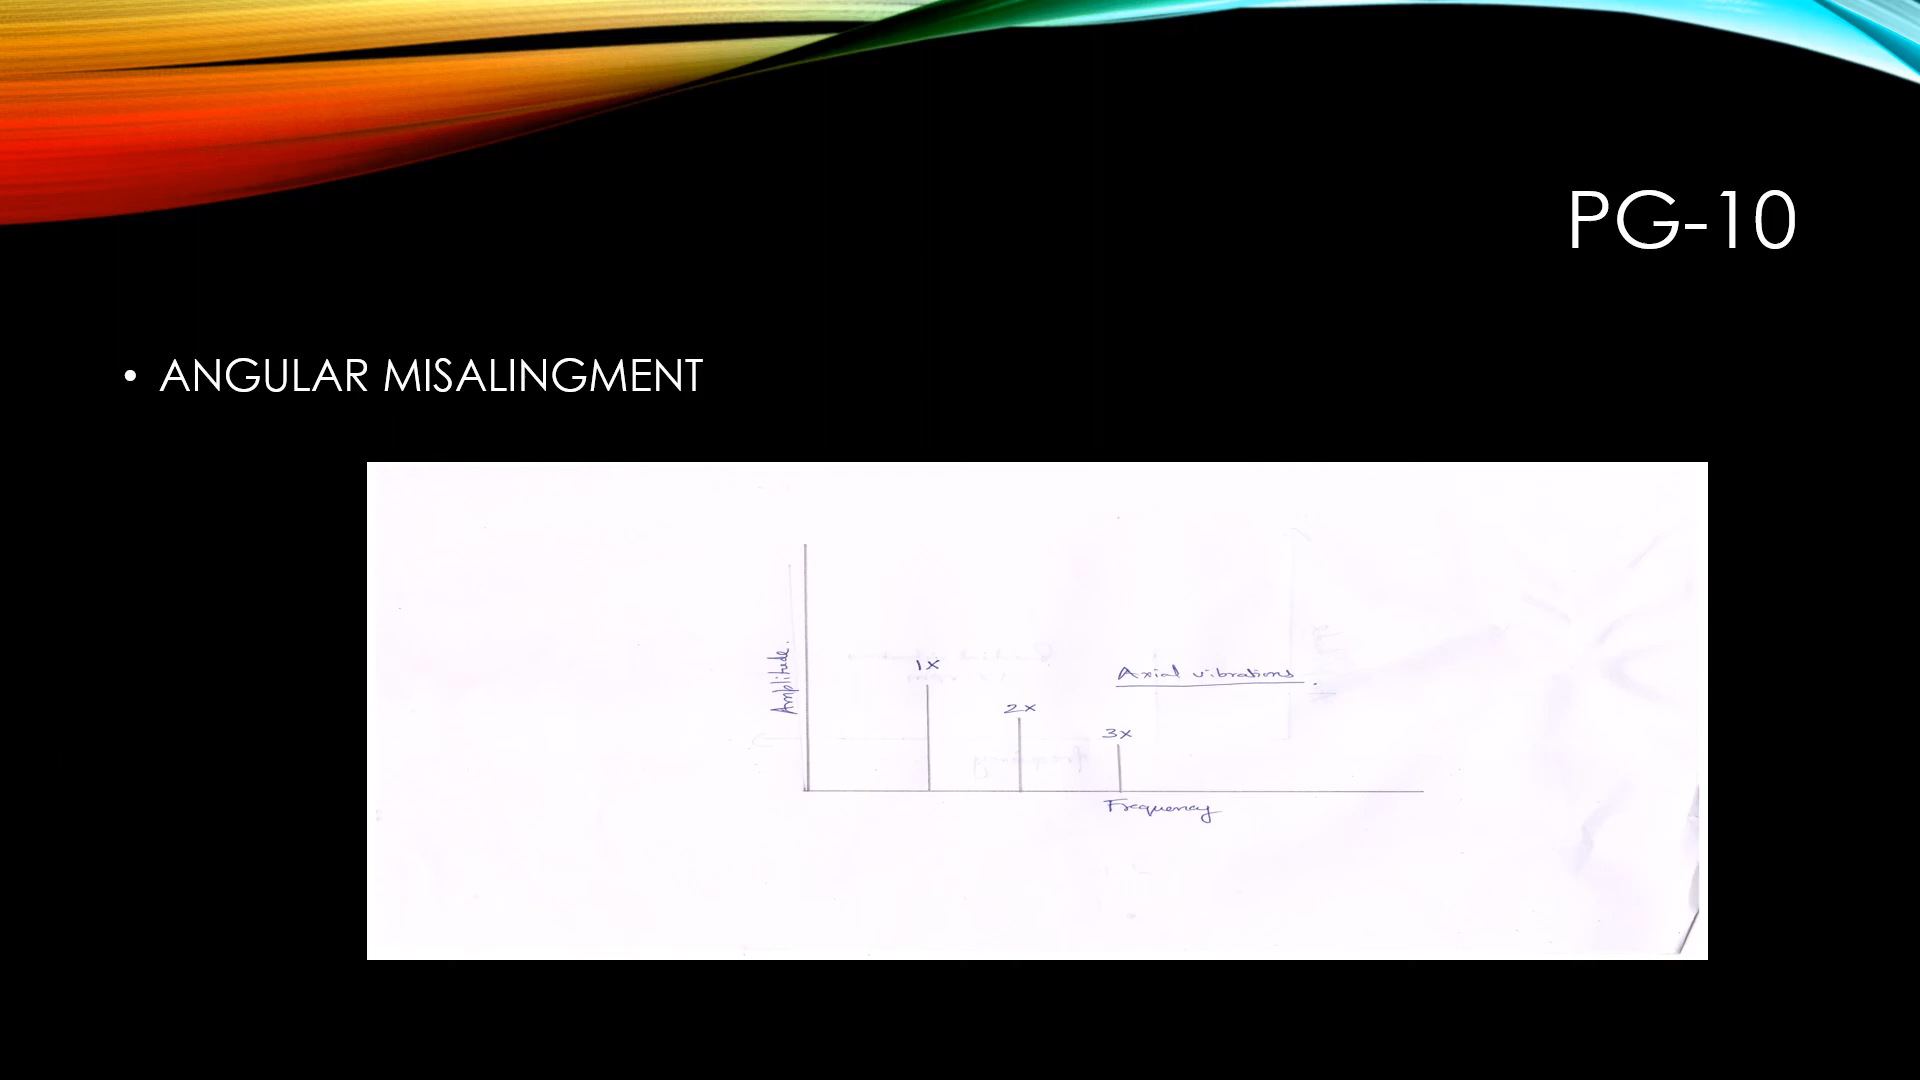 PG-10
• ANGULAR MISALINGMENT
Amplitude.
1x
2x
3x
Axial vibrations.
Frequency